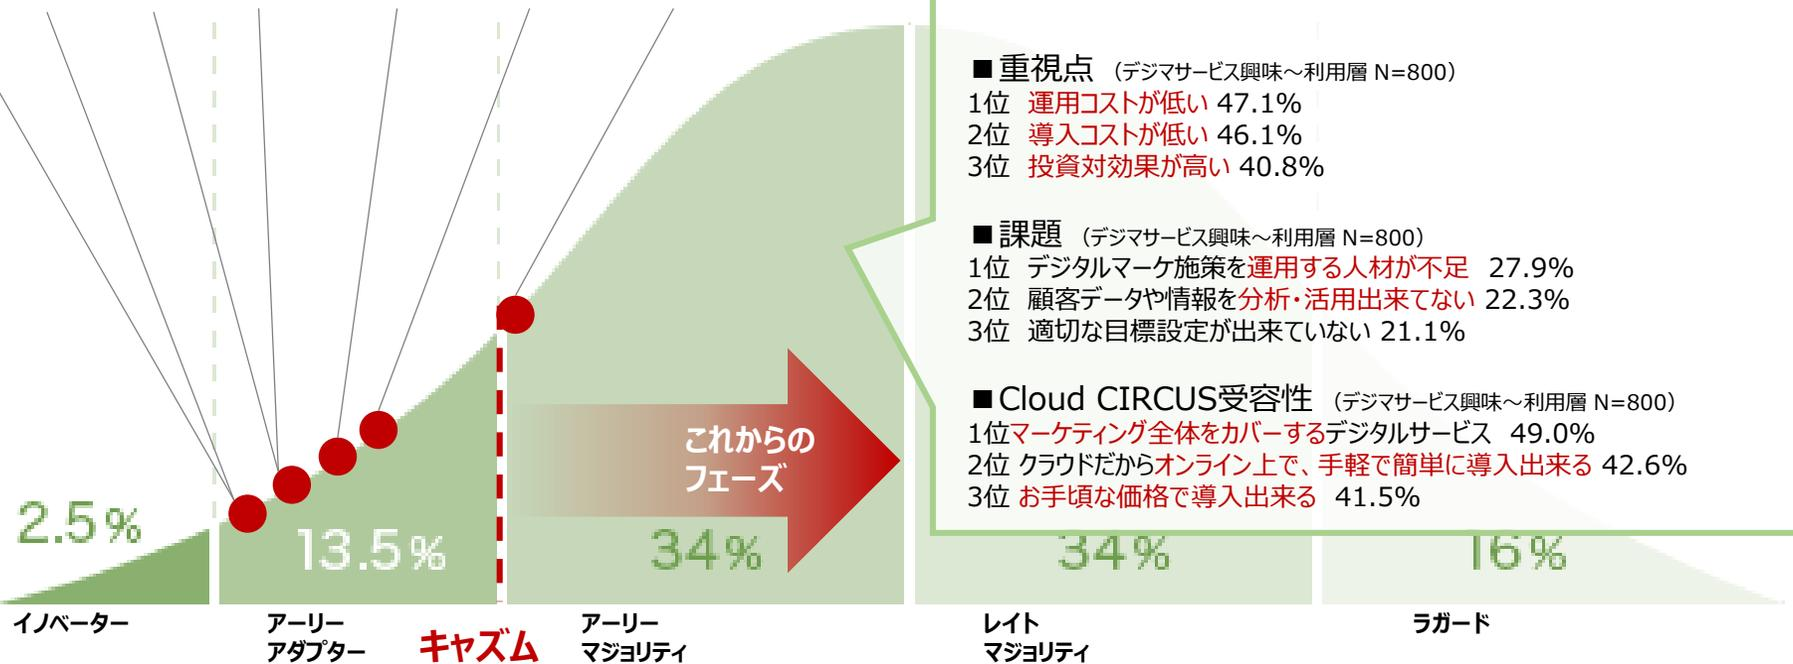 ■重視点 （デジマサービス興味～利用層 N=800）
1位 運用コストが低い 47.1%
2位 導入コストが低い 46.1%
3位 投資対効果が高い 40.8%
■課題 （デジマサービス興味～利用層 N=800）
1位 デジタルマーケ施策を運用する人材が不足 27.9%
2位 顧客データや情報を分析・活用出来てない 22.3%
3位 適切な目標設定が出来ていない 21.1%
■Cloud CIRCUS受容性 （デジマサービス興味～利用層 N=800）
1位マーケティング全体をカバーするデジタルサービス 49.0%
2位 クラウドだからオンライン上で、手軽で簡単に導入出来る 42.6%
3位 お手頃な価格で導入出来る 41.5%
これからの
フェーズ
2.5%
13.5%
34%
34%
16%
イノベーター
アーリー
アダプター
キャズム
アーリー
マジョリティ
レイト
マジョリティ
ラガード